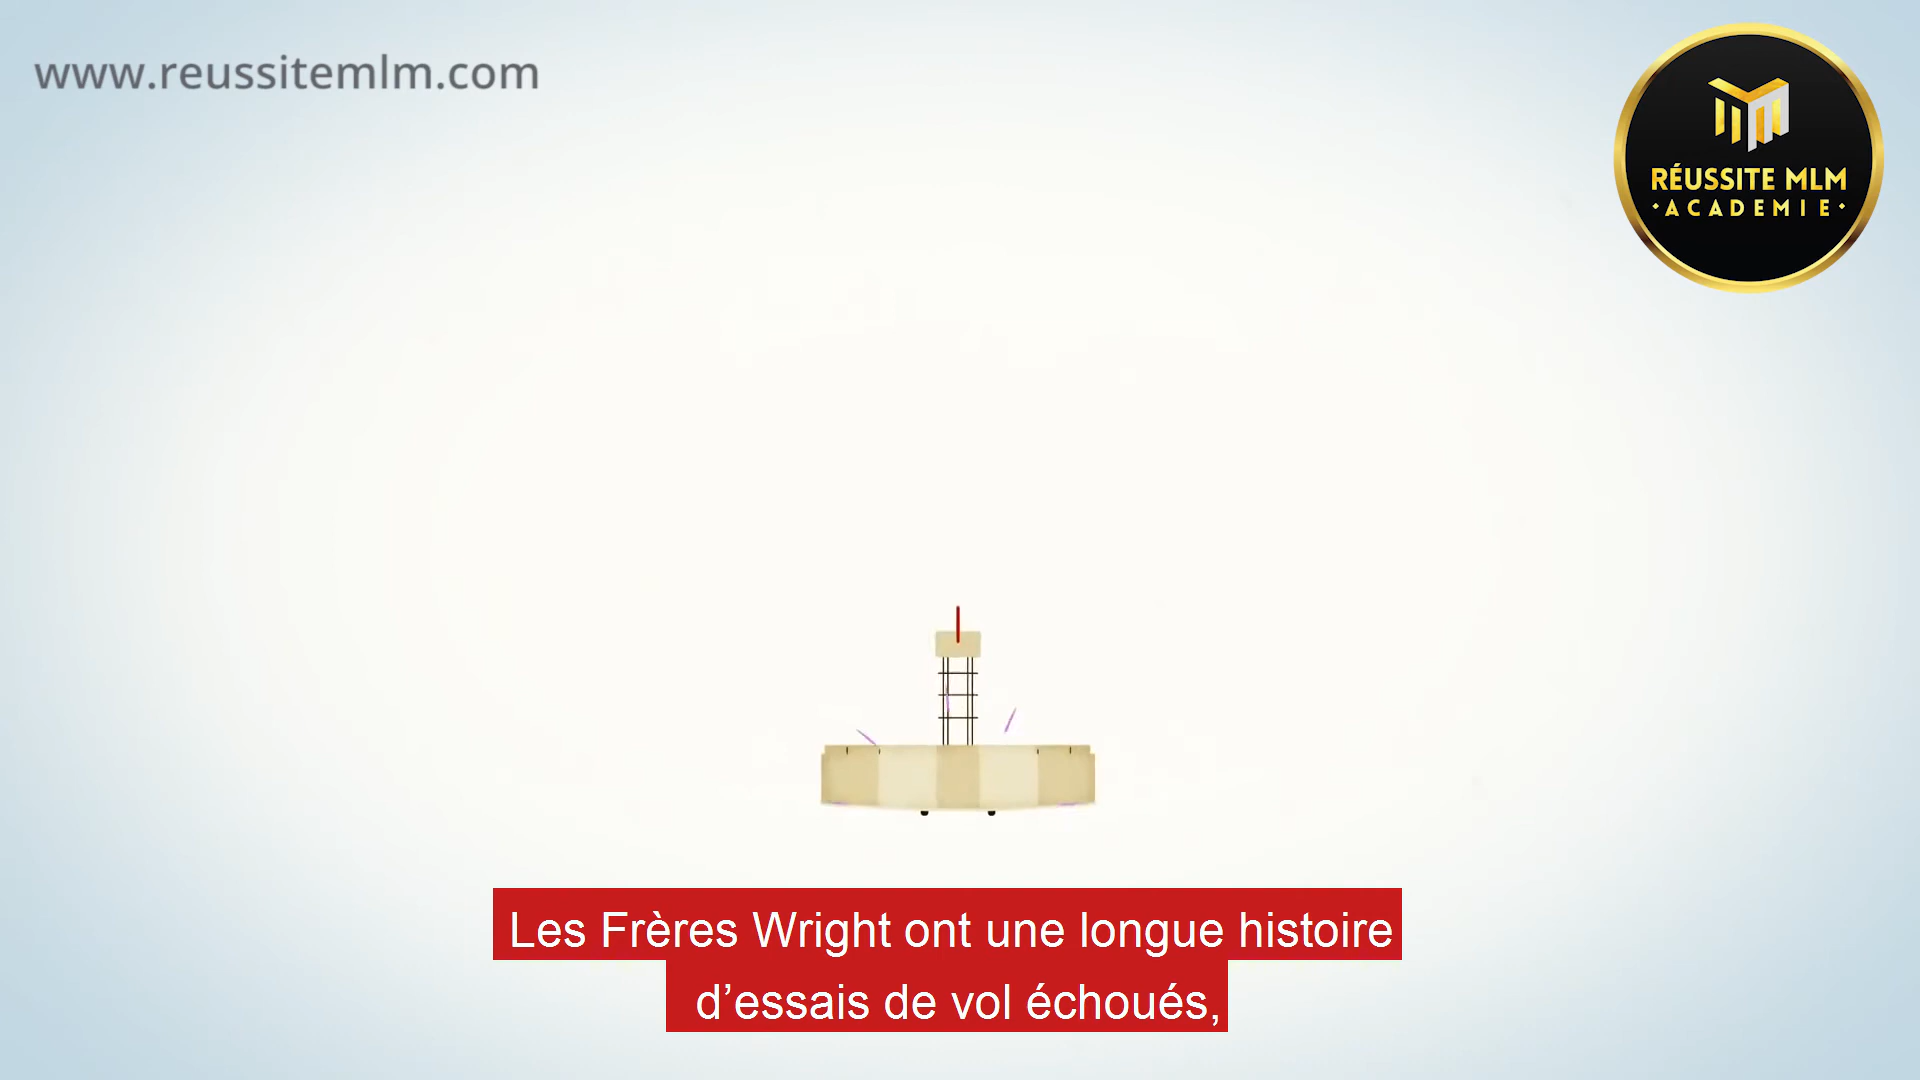 www.reussitemlm.com
RÉUSSITE MLM
ACADEMIE
Les Frères Wright ont une longue histoire
d’essais de vol échoués,